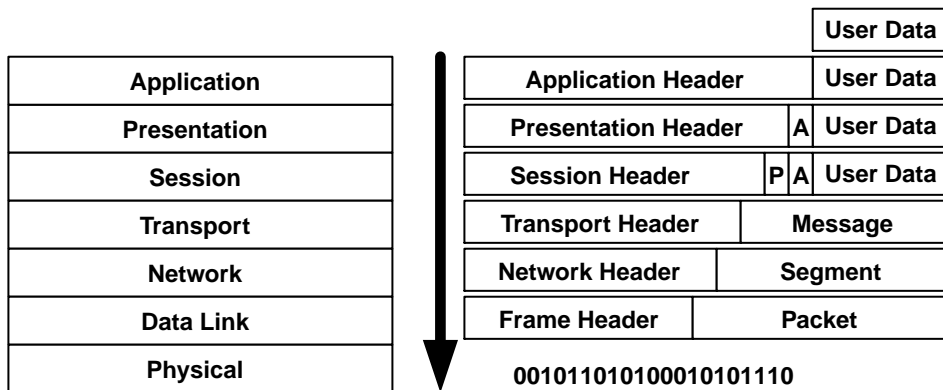 User Data
Application
Application Header User Data
Presentation
Presentation Header A User Data
Session
Session Header P A User Data
Transport
Transport Header Message
Network
Network Header Segment
Data Link
Frame Header Packet
Physical
001011010100010101110